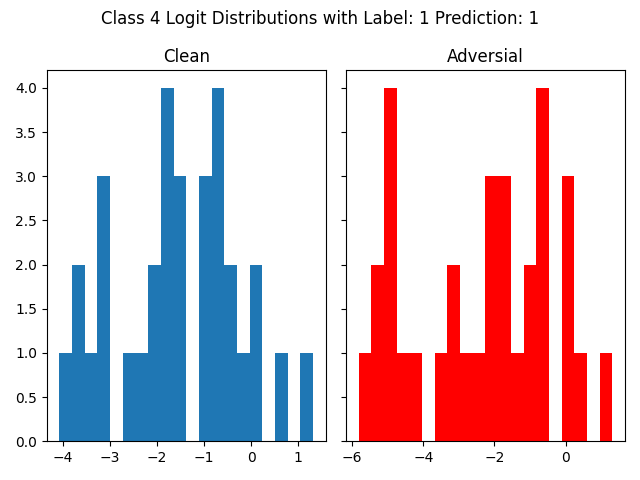 Class 4 Logit Distributions with Label: 1 Prediction: 1
Clean
Adversial
4.0
3.5
3.0
2.5
2.0
1.5
1.0
0.5
0.0
−4 −3 −2 −1 0 1
−6 −4 −2 0